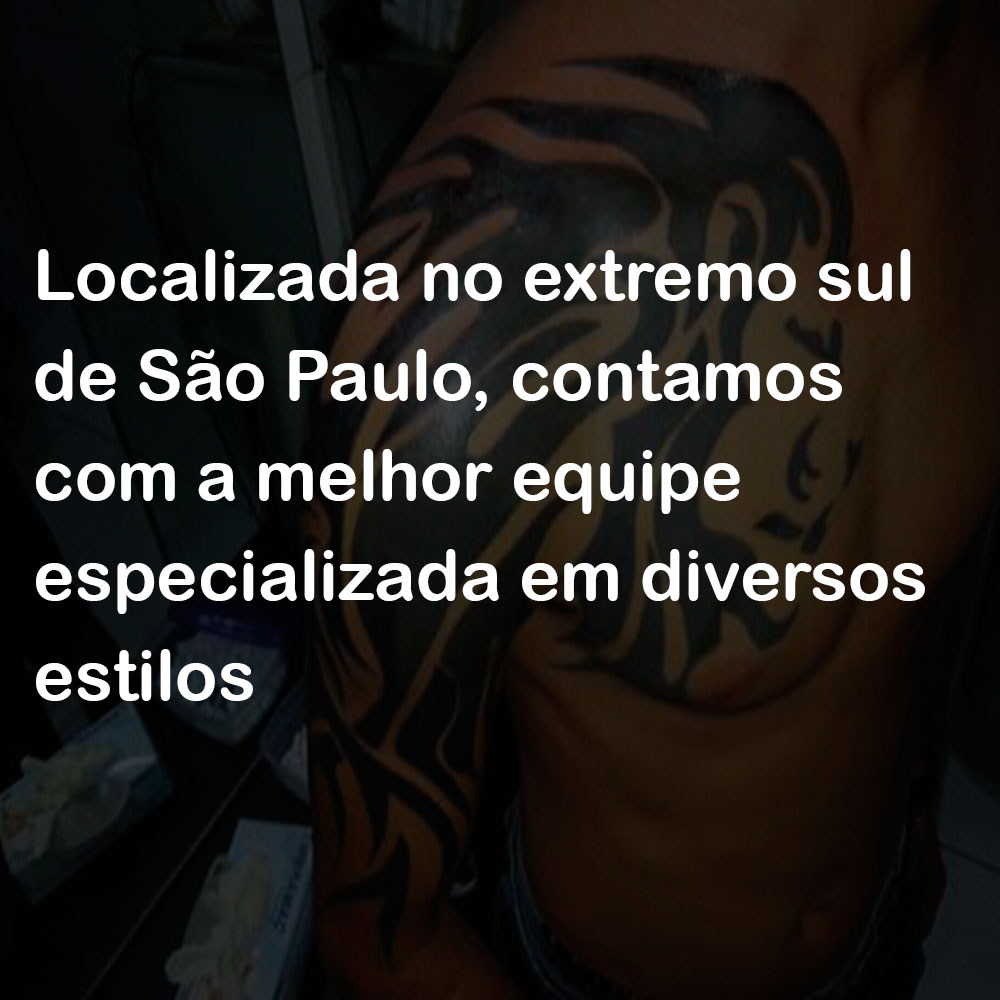 Localizada no extremo sul
de São Paulo, contamos
com a melhor equipe
especializada em diversos
estilos